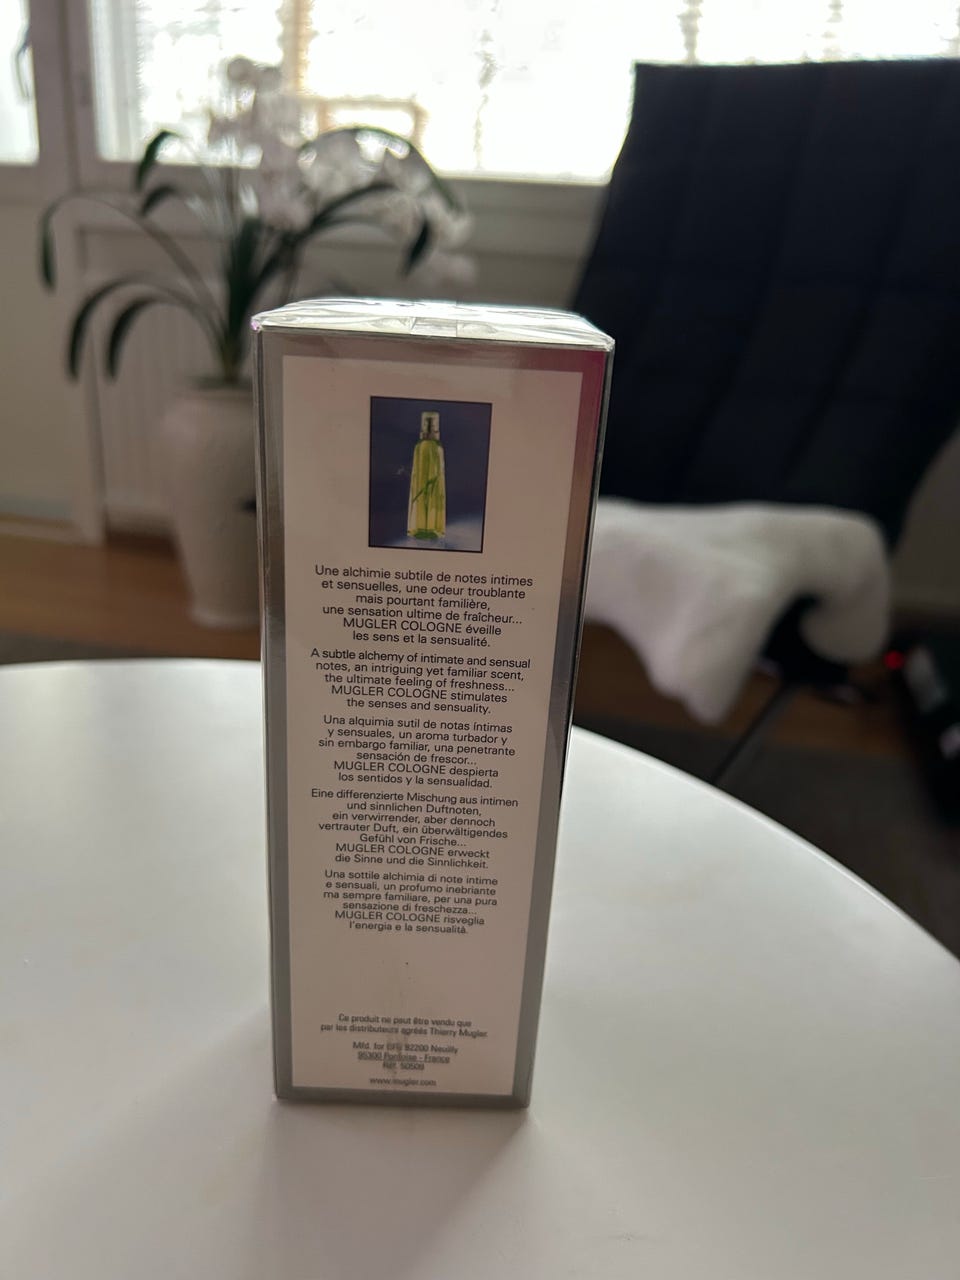 Une alchimie subtile de notes intimes
et sensuelles, une odeur troublante
mais pourtant familière,
une sensation ultime de fraîcheur...
MUGLER COLOGNE éveille
les sens et la sensualité.
A subtle alchemy of intimate and sensual
notes, an intriguing yet familiar scent,
the ultimate feeling of freshness...
MUGLER COLOGNE stimulates
the senses and sensuality.
Una alquimia sutil de notas íntimas
y sensuales, un aroma turbador y
sin embargo familiar, una penetrante
sensación de frescor...
MUGLER COLOGNE despierta
los sentidos y la sensualidad.
Eine differenzierte Mischung aus intimen
und sinnlichen Duftnoten,
ein verwirrender, aber dennoch
vertrauter Duft, ein überwältigendes
Gefühl von Frische...
MUGLER COLOGNE erweckt
die Sinne und die Sinnlichkeit.
Una sottile alchimia di note intime
e sensuali, un profumo inebriante
ma sempre familiare, per una pura
sensazione di freschezza...
MUGLER COLOGNE risveglia
l'energia e la sensualità.
Ce produit ne peut être vendu que
par les distributeurs agréés Thierry Mugler.
Mfd. for 92200 Neuilly
95300 - France
Réf.
www.mugler.com